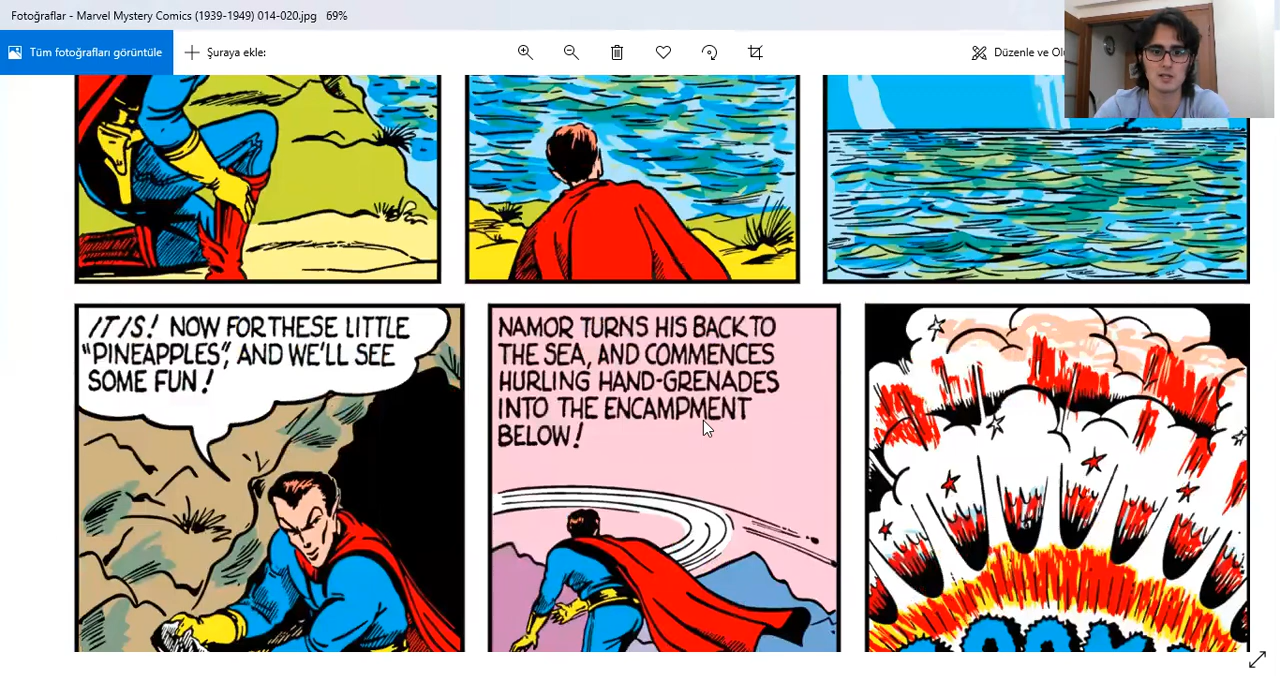 Fotoğraflar - Marvel Mystery Comics (1939-1949) 014-020.jpg   69%
Tüm fotoğrafları görüntüle
Şuraya ekle:
Düzenle ve Ol
IT IS! NOW FOR THESE LITTLE
"PINEAPPLES", AND WE'LL SEE
SOME FUN!
NAMOR TURNS HIS BACK TO
THE SEA, AND COMMENCES
HURLING HAND-GRENADES
INTO THE ENCAMPMENT
BELOW!